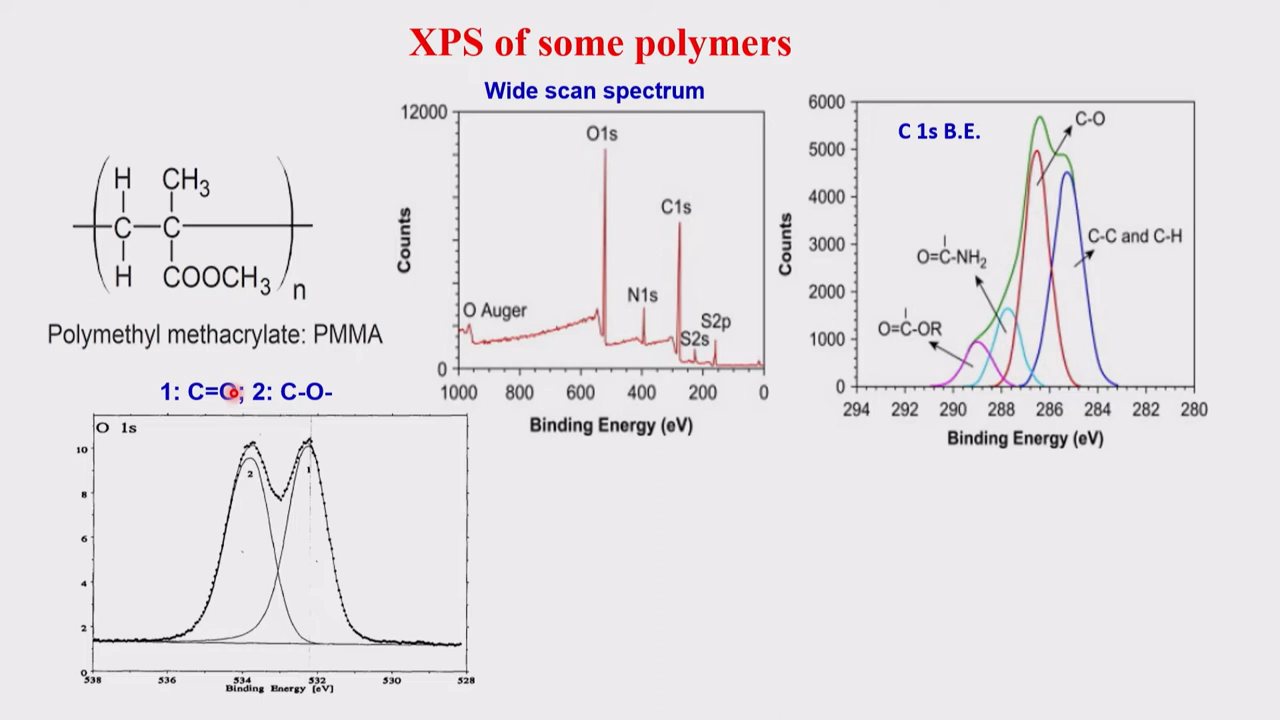 XPS of some polymers
Wide scan spectrum
12000
Counts
0
O1s
C1s
N1s
O Auger
S2s
S2p
1000 800 600 400 200 0
Binding Energy (eV)
C 1s B.E.
6000
5000
4000
3000
2000
1000
0
Counts
C-O
C-C and C-H
O=C-NH2
O=C-OR
294 292 290 288 286 284 282 280
Binding Energy (eV)
H CH3
C C
H COOCH3 n
Polymethyl methacrylate: PMMA
1: C=O; 2: C-O-
O 1s
10
8
6
4
2
0
2 1
538 536 534 532 530 528
Binding Energy [eV]